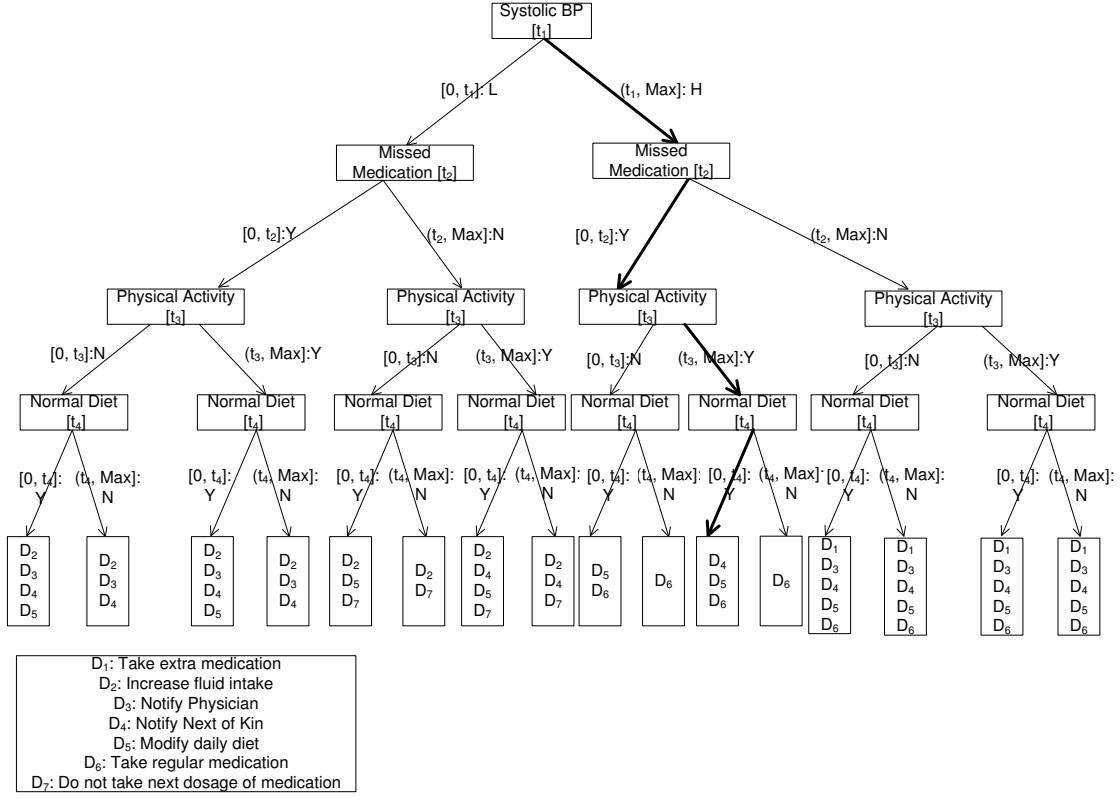 Systolic BP
[t₁]
[0, t₁]: L
(t₁, Max]: H
Missed
Medication [t₂]
Missed
Medication [t₂]
[0, t₂]:Y
(t₂, Max]:N
[0, t₂]:Y
(t₂, Max]:N
Physical Activity
[t₃]
Physical Activity
[t₃]
Physical Activity
[t₃]
Physical Activity
[t₃]
[0, t₃]:N
(t₃, Max]:Y
[0, t₃]:N
(t₃, Max]:Y
[0, t₃]:N
(t₃, Max]:Y
[0, t₃]:N
(t₃, Max]:Y
Normal Diet
[t₄]
Normal Diet
[t₄]
Normal Diet
[t₄]
Normal Diet
[t₄]
Normal Diet
[t₄]
Normal Diet
[t₄]
Normal Diet
[t₄]
Normal Diet
[t₄]
[0, t₄]:
Y
(t₄, Max]:
N
[0, t₄]:
Y
(t₄, Max]:
N
[0, t₄]:
Y
(t₄, Max]:
N
[0, t₄]:
Y
(t₄, Max]:
N
[0, t₄]:
Y
(t₄, Max]:
N
[0, t₄]:
Y
(t₄, Max]:
N
[0, t₄]:
Y
(t₄, Max]:
N
[0, t₄]:
Y
(t₄, Max]:
N
D₂
D₃
D₄
D₅
D₂
D₃
D₄
D₂
D₃
D₄
D₅
D₂
D₃
D₄
D₂
D₅
D₇
D₂
D₇
D₂
D₄
D₅
D₇
D₂
D₄
D₇
D₅
D₆
D₆
D₄
D₅
D₆
D₆
D₁
D₃
D₄
D₅
D₆
D₁
D₃
D₄
D₅
D₆
D₁
D₃
D₄
D₅
D₆
D₁
D₃
D₄
D₅
D₆
D₁: Take extra medication
D₂: Increase fluid intake
D₃: Notify Physician
D₄: Notify Next of Kin
D₅: Modify daily diet
D₆: Take regular medication
D₇: Do not take next dosage of medication